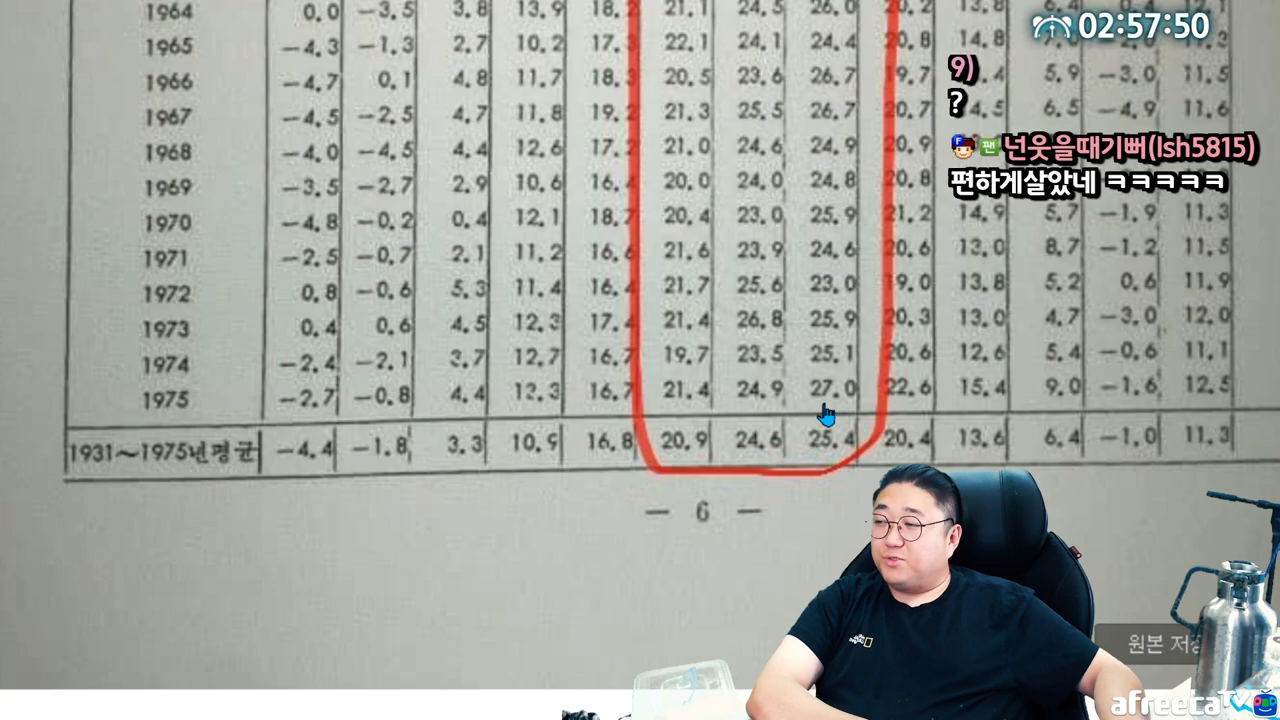 1964 0.0 −3.5 3.8 13.9 18.2 21.1 24.5 26.0 20.2 13.8 6.4
1965 −4.3 −1.3 2.7 10.2 17.3 22.1 24.1 24.4 20.8 14.8
1966 −4.7 0.1 4.8 11.7 18.3 20.5 23.6 26.7 19.7 .4 5.9 −3.0 11.5
1967 −4.5 −2.5 4.7 11.8 19.2 21.3 25.5 26.7 20.7 4.5 6.5 −4.9 11.6
1968 −4.0 −4.5 4.4 12.6 17.2 21.0 24.6 24.9 20.9
1969 −3.5 −2.7 2.9 10.6 16.4 20.0 24.0 24.8 20.8
1970 −4.8 −0.2 0.4 12.1 18.7 20.4 23.0 25.9 21.2 14.9 5.7 −1.9 11.3
1971 −2.5 −0.7 2.1 11.2 16.6 21.6 23.9 24.6 20.6 13.0 8.7 −1.2 11.5
1972 0.8 −0.6 5.3 11.4 16.4 21.7 25.6 23.0 19.0 13.8 5.2 0.6 11.9
1973 0.4 0.6 4.5 12.3 17.4 21.4 26.8 25.9 20.3 13.0 4.7 −3.0 12.0
1974 −2.4 −2.1 3.7 12.7 16.7 19.7 23.5 25.1 20.6 12.6 5.4 −0.6 11.1
1975 −2.7 −0.8 4.4 12.3 16.7 21.4 24.9 27.0 22.6 15.4 9.0 −1.6 12.5
1931~1975년평균 −4.4 −1.8 3.3 10.9 16.8 20.9 24.6 25.4 20.4 13.6 6.4 −1.0 11.3
— 6 —
02:57:50
9)
?
F 팬 넌웃을때기뻐(lsh5815)
편하게살았네 ㅋㅋㅋㅋㅋ
원본 저
afreecaTV